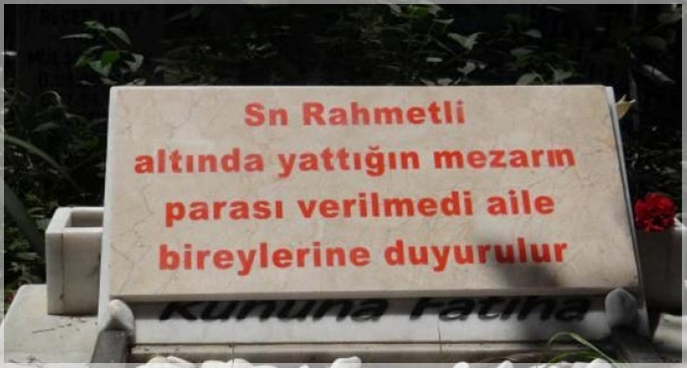 Sn Rahmetli
altında yattığın mezarın
parası verilmedi aile
bireylerine duyurulur
Ruhuna Fatiha